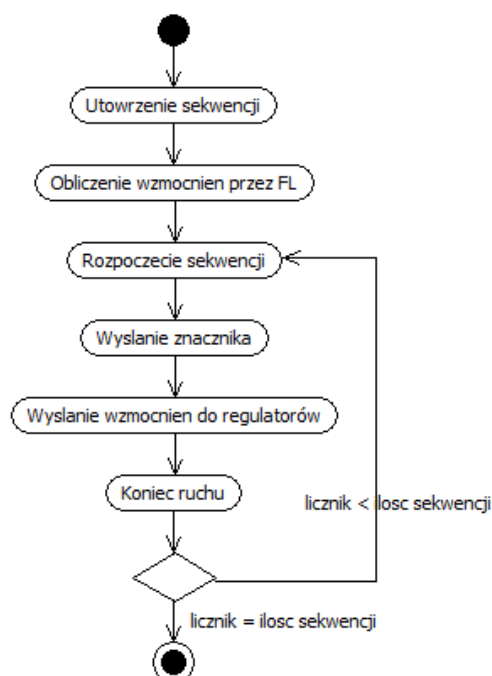 Utowrzenie sekwencji
Obliczenie wzmocnien przez FL
Rozpoczecie sekwencji
Wyslanie znacznika
Wyslanie wzmocnien do regulatorów
Koniec ruchu
licznik < ilosc sekwencji
licznik = ilosc sekwencji